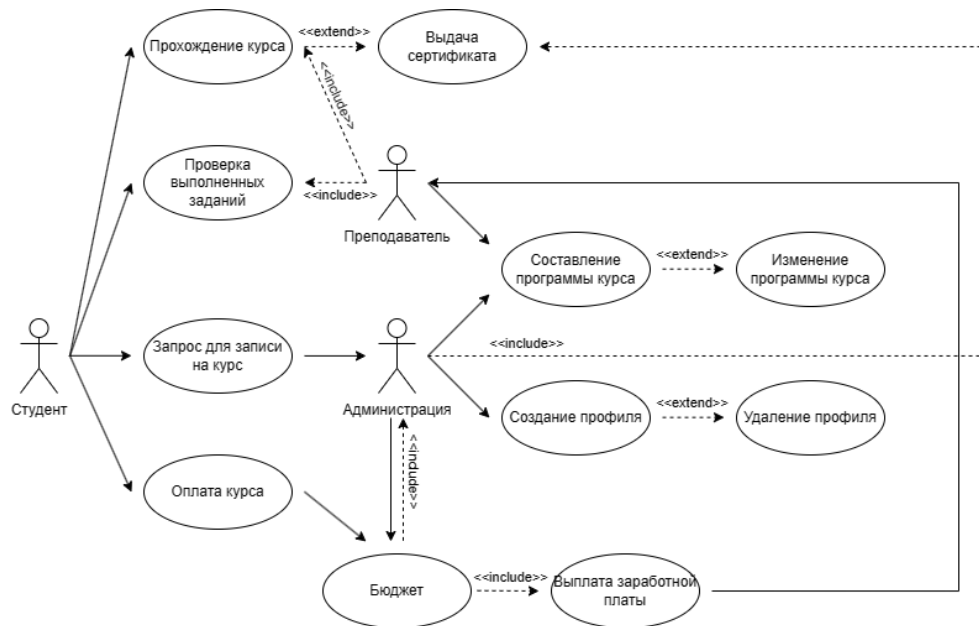 Прохождение курса
<<extend>>
Выдача
сертификата
<<include>>
Проверка
выполненных
заданий
<<include>>
Преподаватель
Составление
программы курса
<<extend>>
Изменение
программы курса
Студент
Запрос для записи
на курс
Администрация
<<include>>
Создание профиля
<<extend>>
Удаление профиля
<<include>>
Оплата курса
Бюджет
<<include>>
Выплата заработной
платы